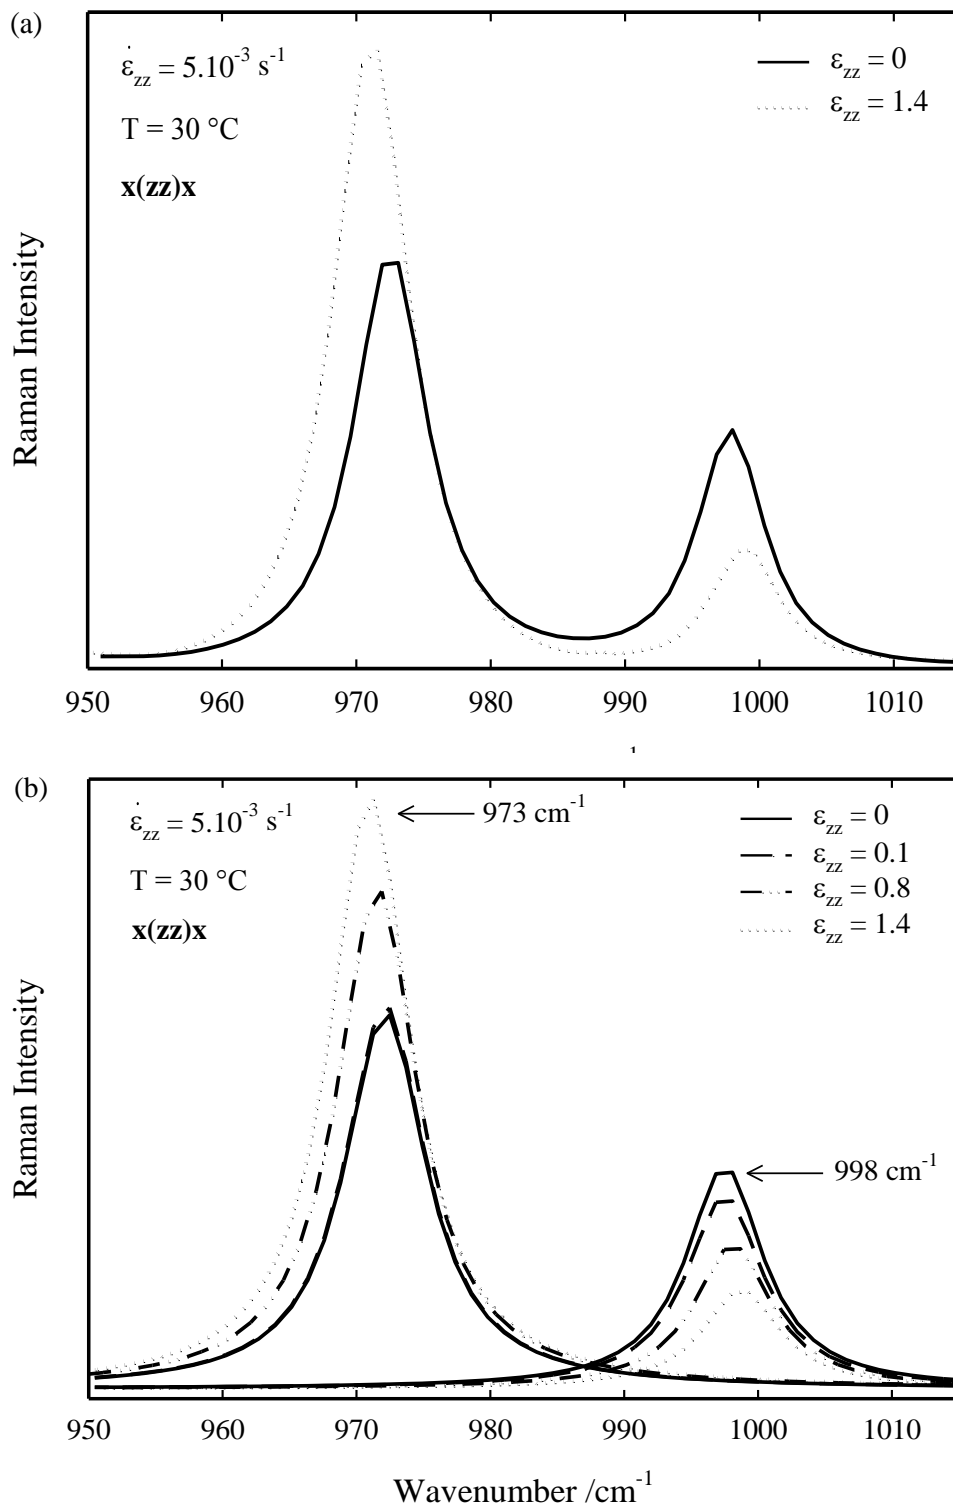 (a)
ε̇zz = 5.10⁻³ s⁻¹
T = 30 °C
x(zz)x
εzz = 0
εzz = 1.4
Raman Intensity
950 960 970 980 990 1000 1010
(b)
ε̇zz = 5.10⁻³ s⁻¹
T = 30 °C
x(zz)x
973 cm⁻¹
εzz = 0
εzz = 0.1
εzz = 0.8
εzz = 1.4
998 cm⁻¹
Raman Intensity
950 960 970 980 990 1000 1010
Wavenumber /cm⁻¹